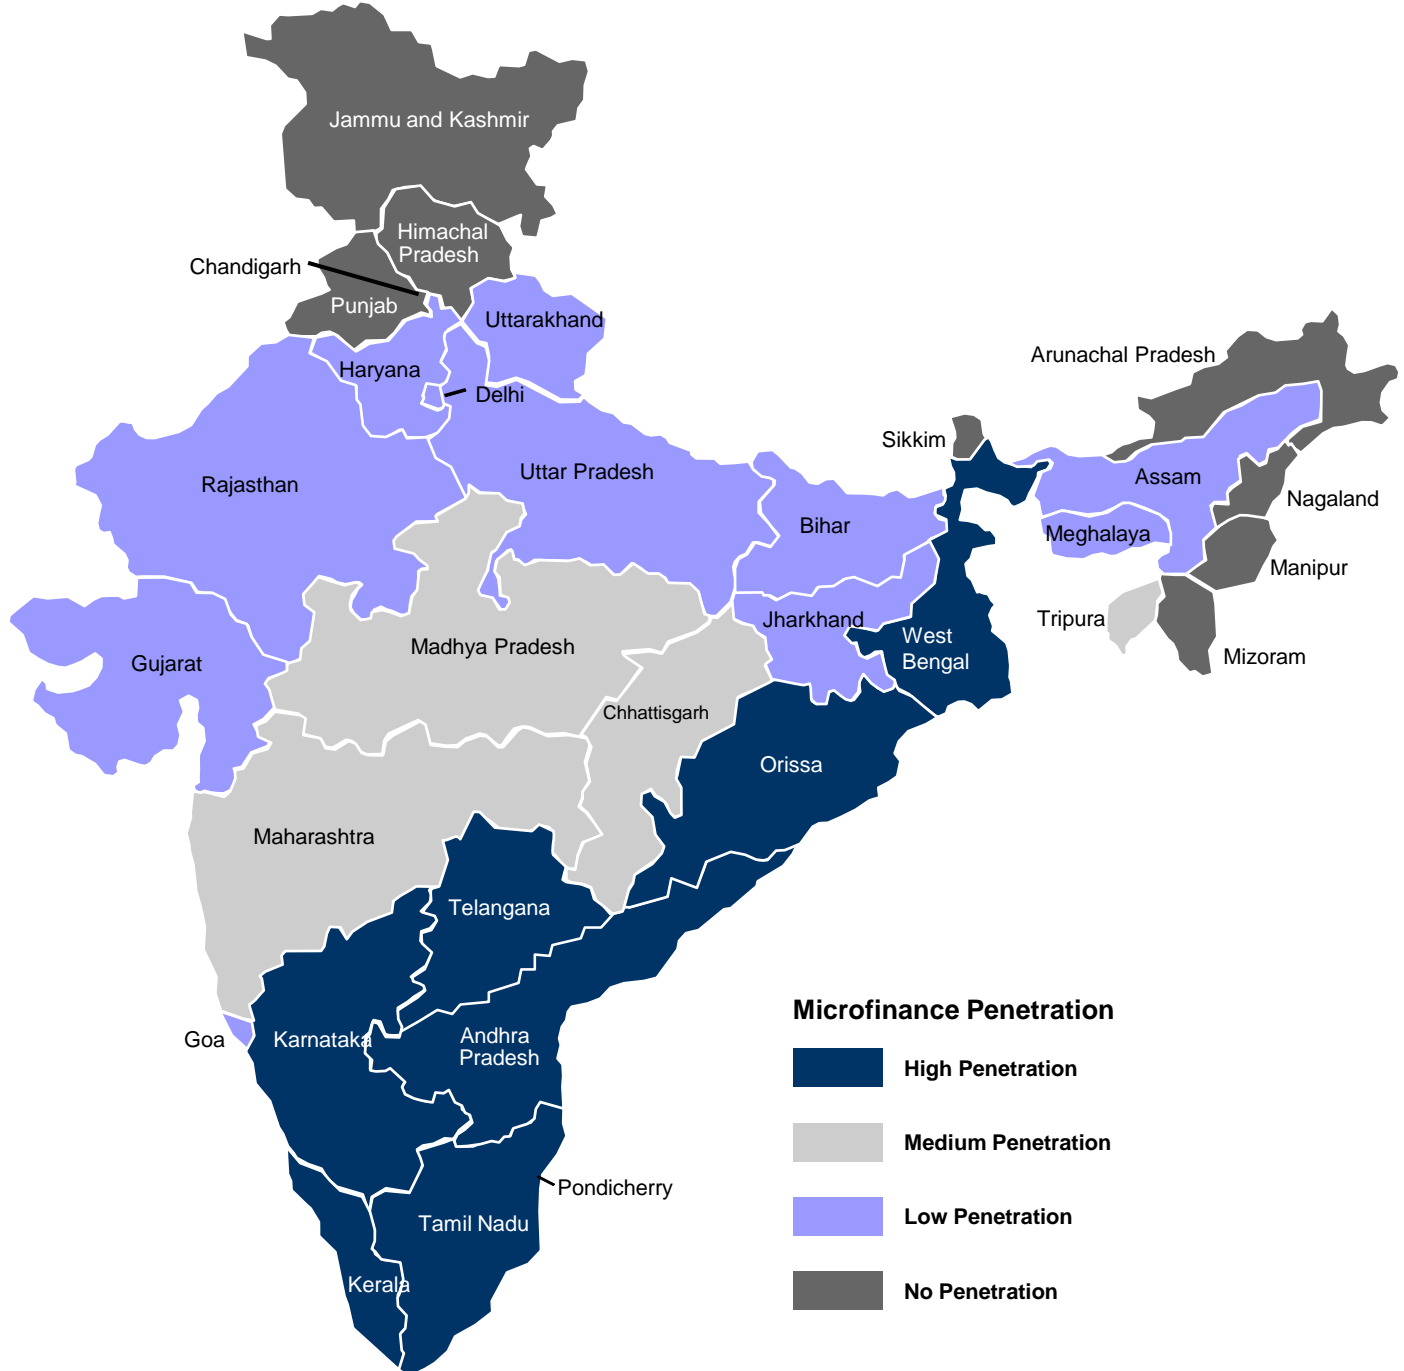 Jammu and Kashmir
Himachal
Pradesh
Chandigarh
Punjab
Uttarakhand
Haryana
Delhi
Arunachal Pradesh
Sikkim
Rajasthan
Uttar Pradesh
Assam
Nagaland
Bihar
Meghalaya
Manipur
Jharkhand
Tripura
West
Bengal
Mizoram
Madhya Pradesh
Gujarat
Chhattisgarh
Orissa
Maharashtra
Telangana
Goa
Karnataka
Andhra
Pradesh
Pondicherry
Tamil Nadu
Kerala
Microfinance Penetration
High Penetration
Medium Penetration
Low Penetration
No Penetration